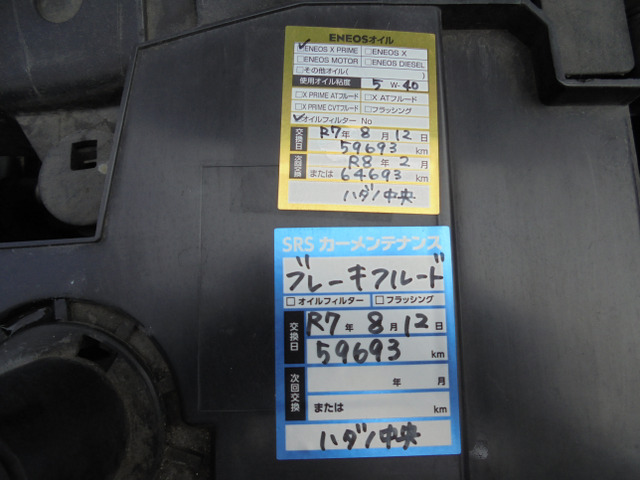 ENEOSオイル
✓ENEOS X PRIME □ENEOS X
□ENEOS MOTOR □ENEOS DIESEL
□その他オイル( )
使用オイル粘度 5 W-40
□X PRIME ATフルード □X ATフルード
□X PRIME CVTフルード □フラッシング
✓オイルフィルター No
交換日 R7年 8月 12日
59693 km
次回交換 R8年 2月
または 64693 km
ハダノ中央
SRS カーメンテナンス
ブレーキフルード
□オイルフィルター □フラッシング
交換日 R7年 8月 12日
59693 km
次回交換 年 月
または km
ハダノ中央